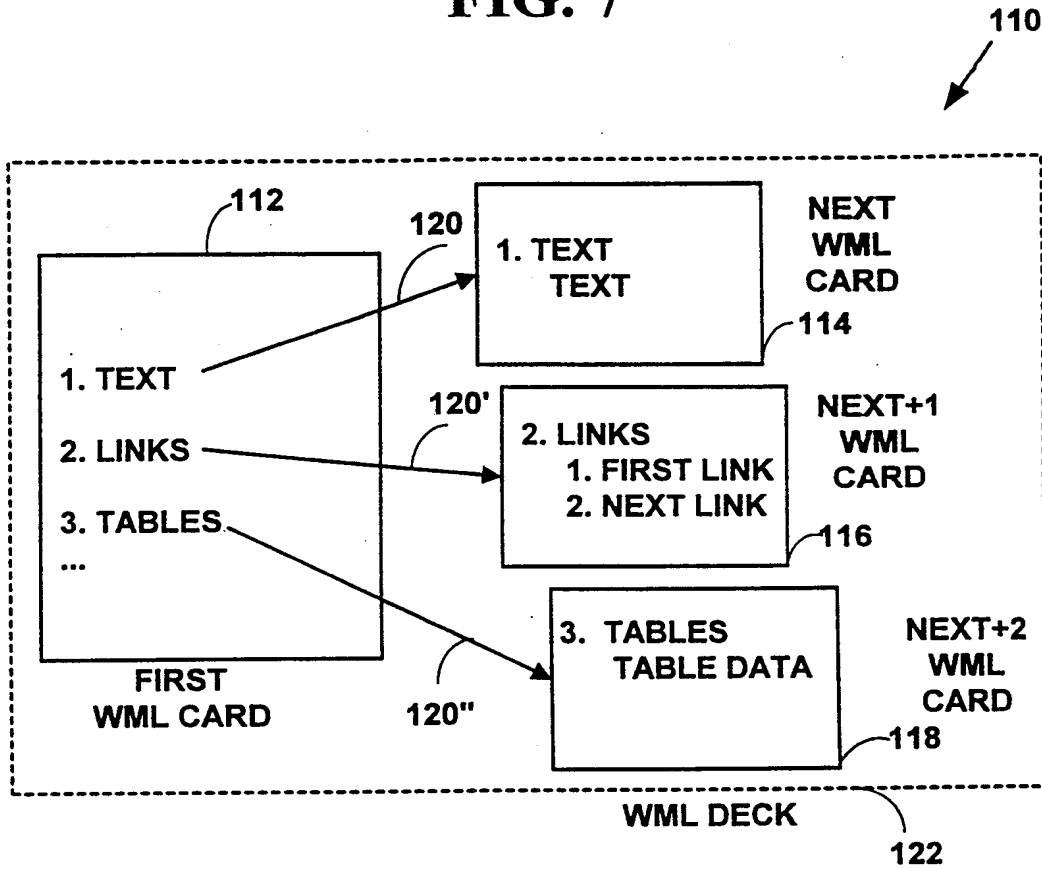 FIG. 7
110
112
120
1. TEXT
TEXT
NEXT
WML
CARD
114
1. TEXT
2. LINKS
3. TABLES
...
120'
2. LINKS
1. FIRST LINK
2. NEXT LINK
NEXT+1
WML
CARD
116
3. TABLES
TABLE DATA
NEXT+2
WML
CARD
118
FIRST
WML CARD
120"
WML DECK
122